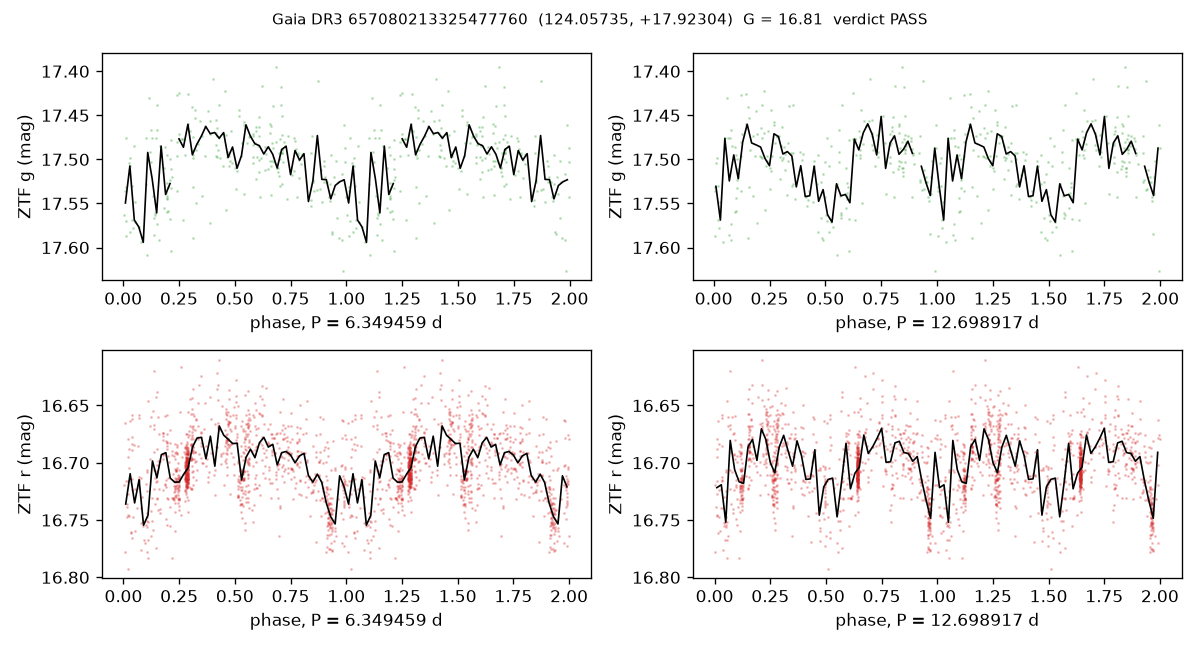 Gaia DR3 657080213325477760 (124.05735, +17.92304) G = 16.81 verdict PASS
ZTF g (mag)
17.40
17.45
17.50
17.55
17.60
0.00 0.25 0.50 0.75 1.00 1.25 1.50 1.75 2.00
phase, P = 6.349459 d
ZTF g (mag)
17.40
17.45
17.50
17.55
17.60
0.00 0.25 0.50 0.75 1.00 1.25 1.50 1.75 2.00
phase, P = 12.698917 d
ZTF r (mag)
16.65
16.70
16.75
16.80
0.00 0.25 0.50 0.75 1.00 1.25 1.50 1.75 2.00
phase, P = 6.349459 d
ZTF r (mag)
16.65
16.70
16.75
16.80
0.00 0.25 0.50 0.75 1.00 1.25 1.50 1.75 2.00
phase, P = 12.698917 d